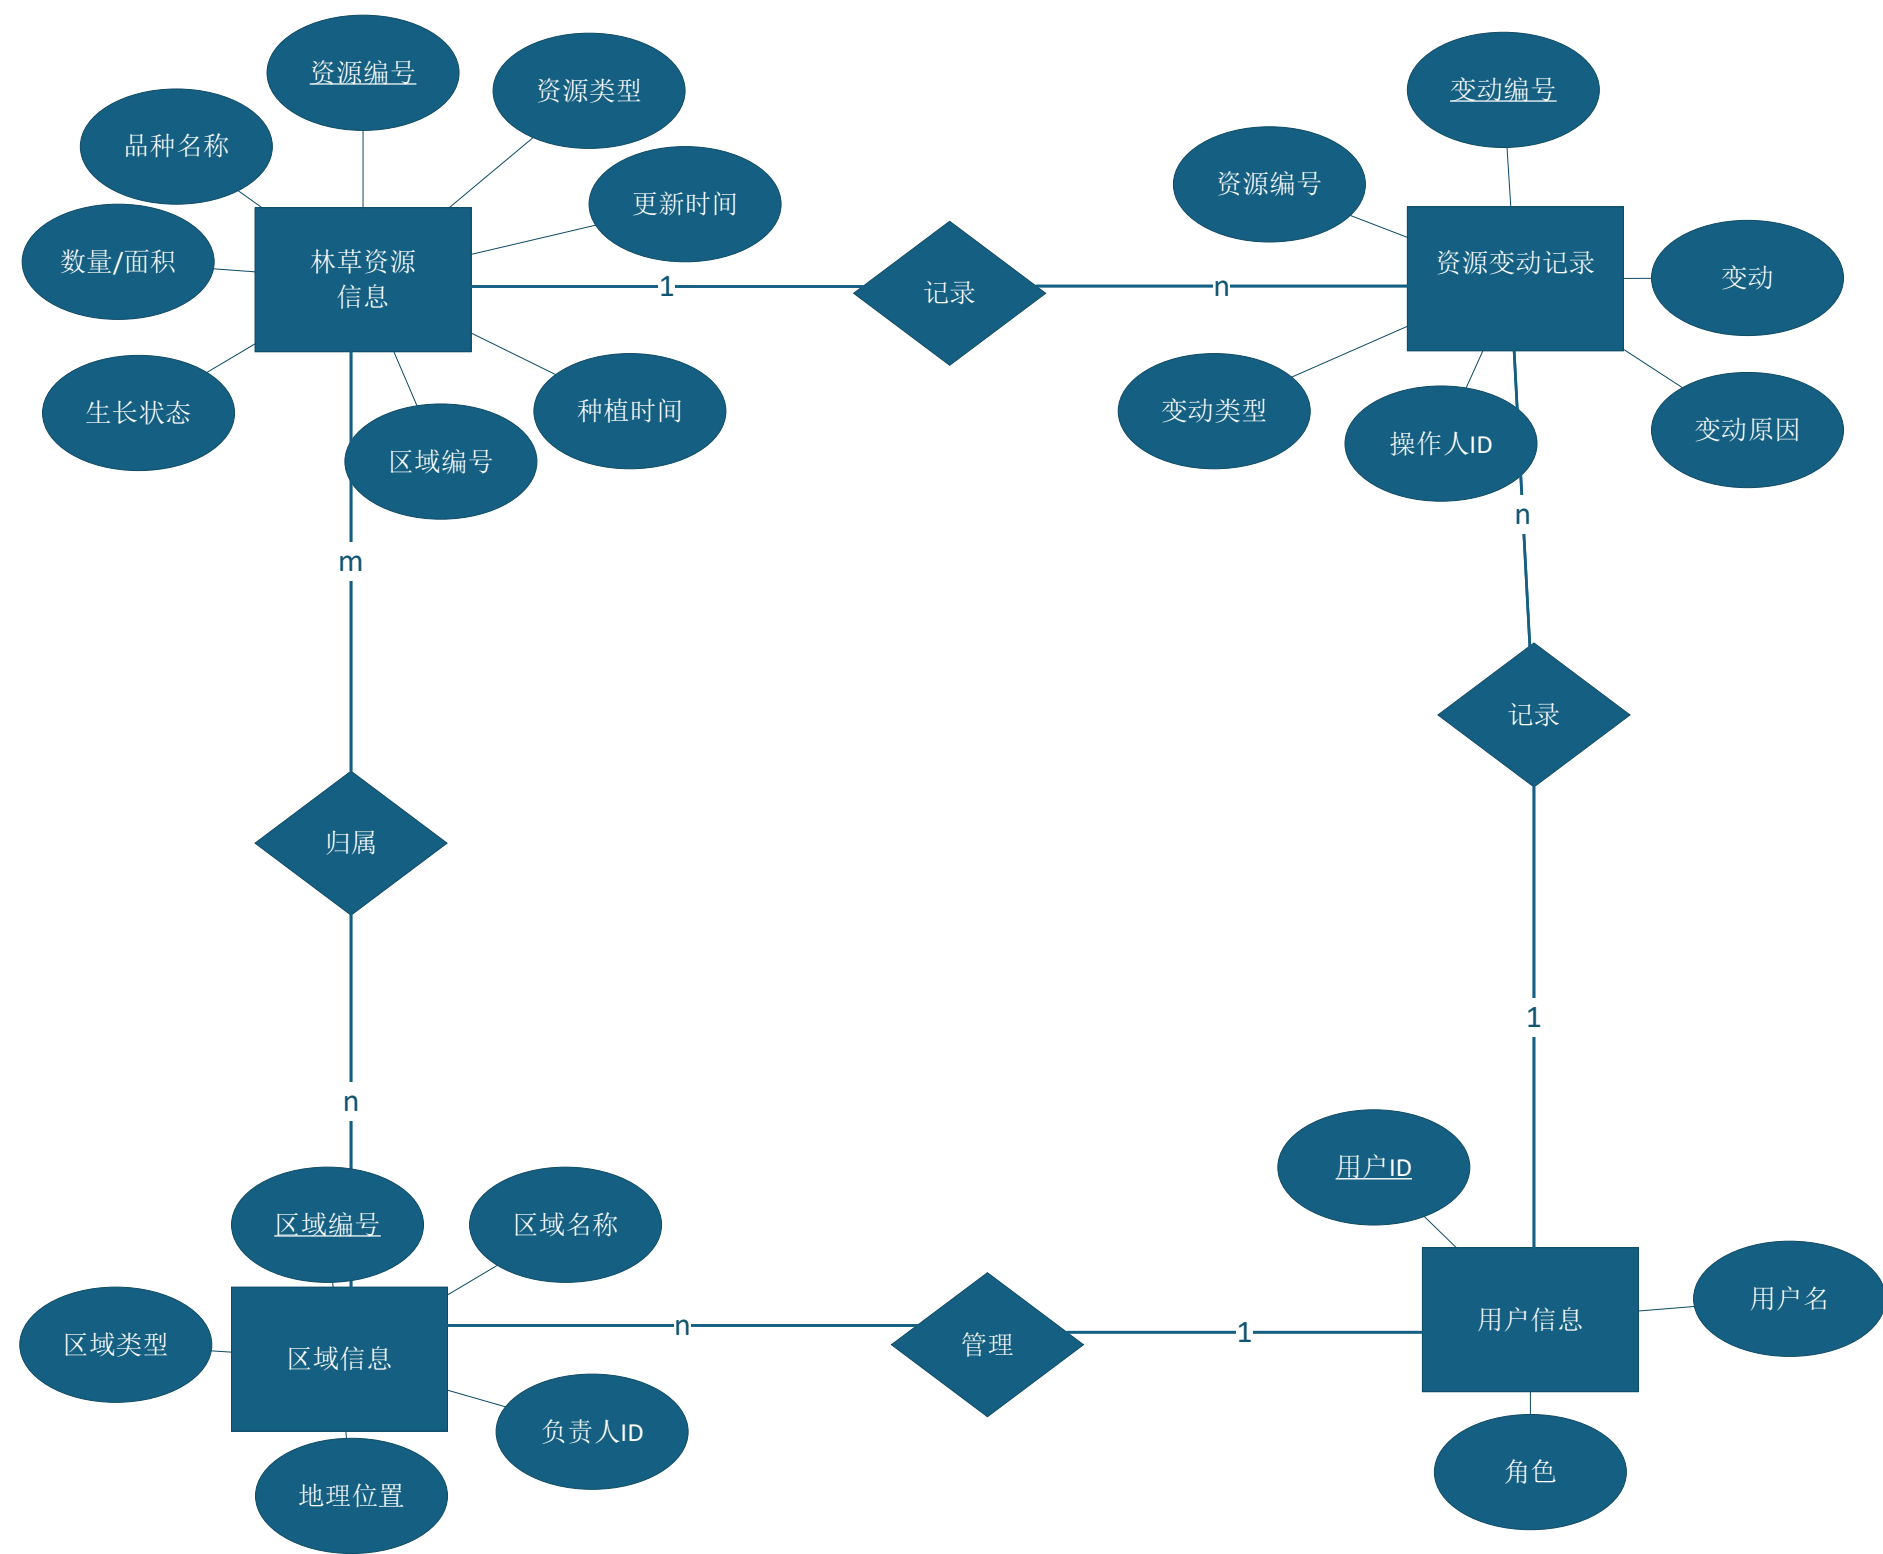 资源编号
资源类型
变动编号
品种名称
资源编号
更新时间
数量/面积
林草资源
信息
1
记录
n
资源变动记录
变动
生长状态
区域编号
种植时间
变动类型
操作人ID
变动原因
m
n
记录
归属
1
n
用户ID
区域编号
区域名称
区域类型
区域信息
n
管理
1
用户信息
用户名
负责人ID
地理位置
角色